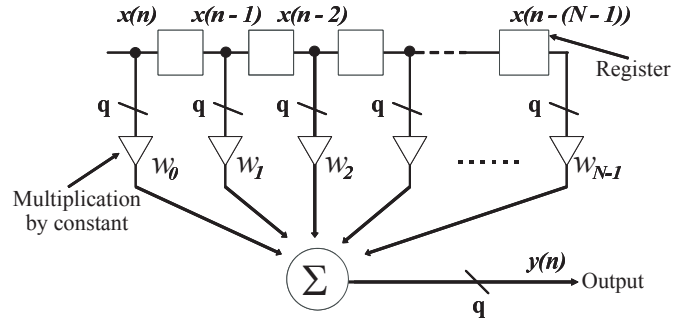 x(n) x(n - 1) x(n - 2) x(n - (N - 1))
Register
q q q q q
w0 w1 w2 ...... wN-1
Multiplication
by constant
Σ
y(n)
Output
q